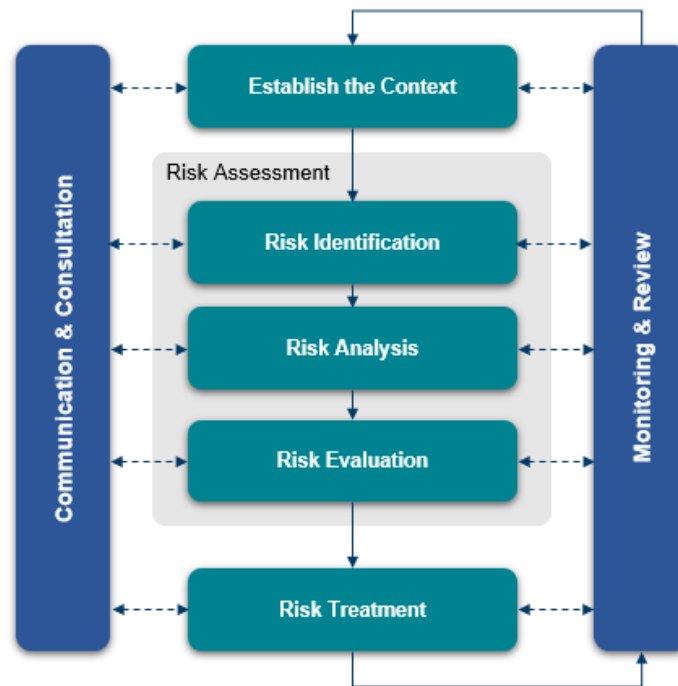 Establish the Context
Risk Assessment
Risk Identification
Risk Analysis
Risk Evaluation
Risk Treatment
Communication & Consultation
Monitoring & Review